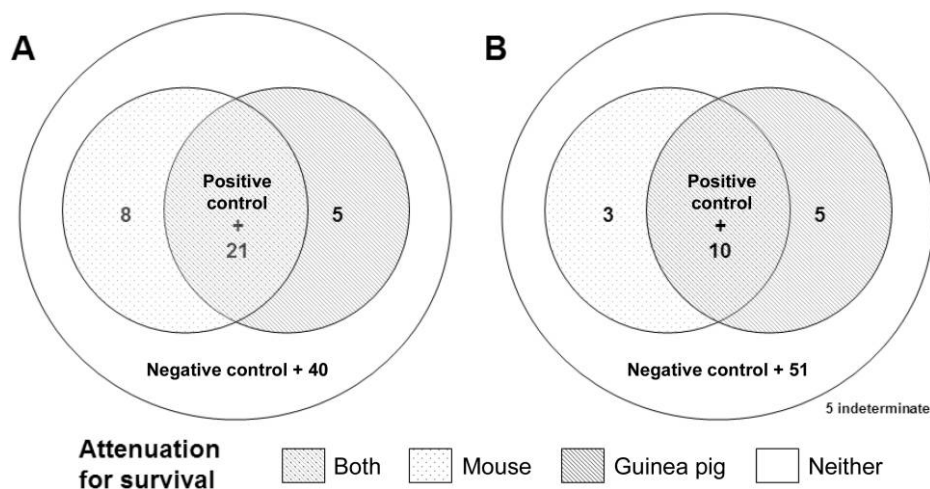 A
Positive
control
+
21
8
5
Negative control + 40
B
Positive
control
+
10
3
5
Negative control + 51
5 indeterminate
Attenuation
for survival
Both
Mouse
Guinea pig
Neither